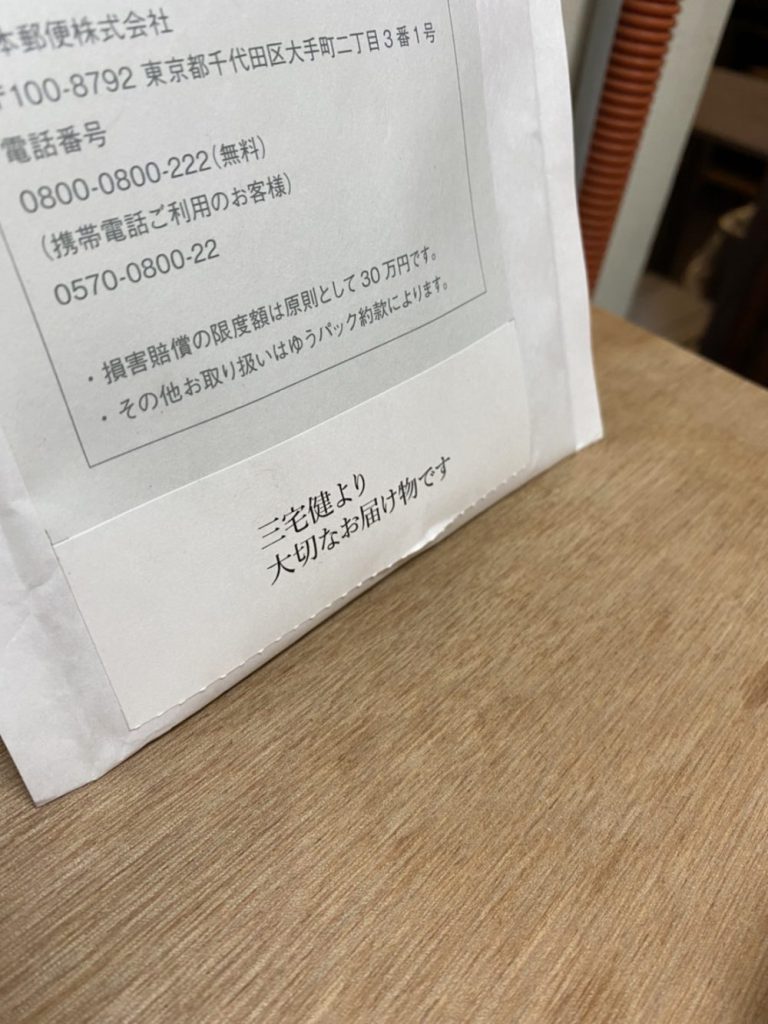 本郵便株式会社
〒100-8792 東京都千代田区大手町二丁目3番1号
電話番号
0800-0800-222(無料)
(携帯電話ご利用のお客様)
0570-0800-22
・損害賠償の限度額は原則として30万円です。
・その他お取り扱いはゆうパック約款によります。
三宅健より
大切なお届け物です